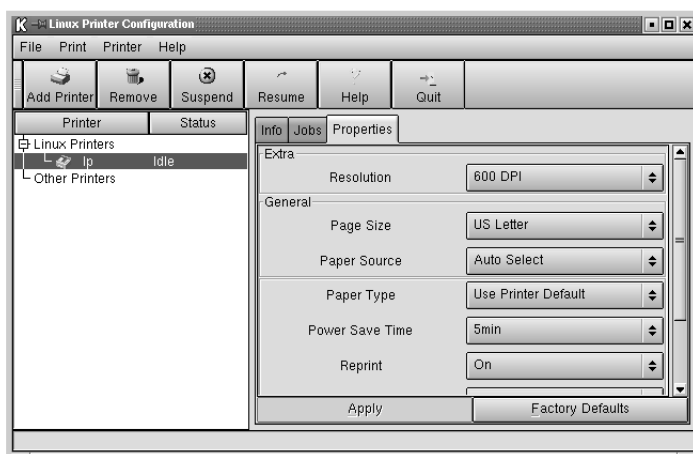 Linux Printer Configuration
File Print Printer Help
Add Printer Remove Suspend Resume Help Quit
Printer Status
Linux Printers
lp Idle
Other Printers
Info Jobs Properties
Extra
Resolution 600 DPI
General
Page Size US Letter
Paper Source Auto Select
Paper Type Use Printer Default
Power Save Time 5min
Reprint On
Apply Factory Defaults